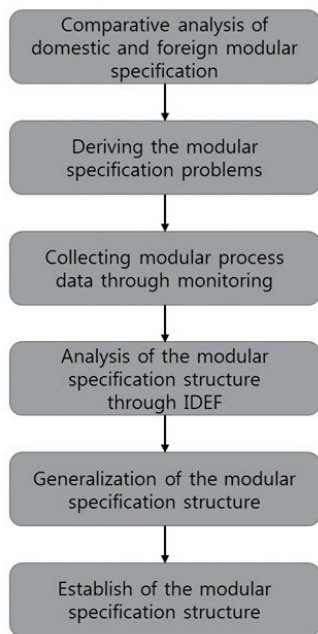 Comparative analysis of
domestic and foreign modular
specification
Deriving the modular
specification problems
Collecting modular process
data through monitoring
Analysis of the modular
specification structure
through IDEF
Generalization of the modular
specification structure
Establish of the modular
specification structure